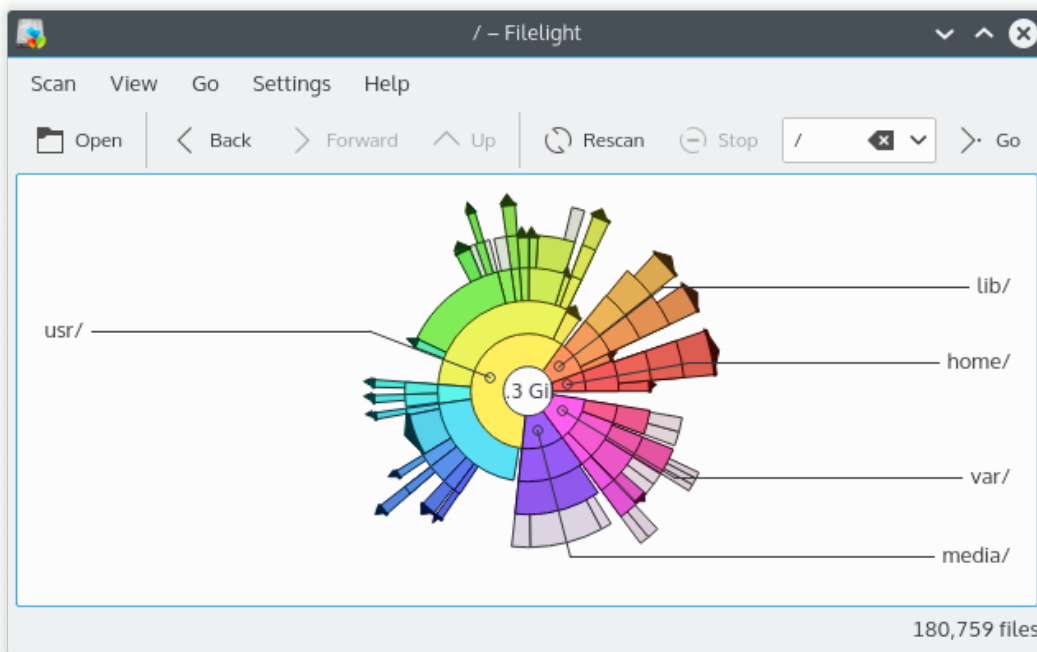 / – Filelight
Scan View Go Settings Help
Open Back Forward Up Rescan Stop / Go
lib/
usr/
home/
.3 Gi
var/
media/
180,759 files